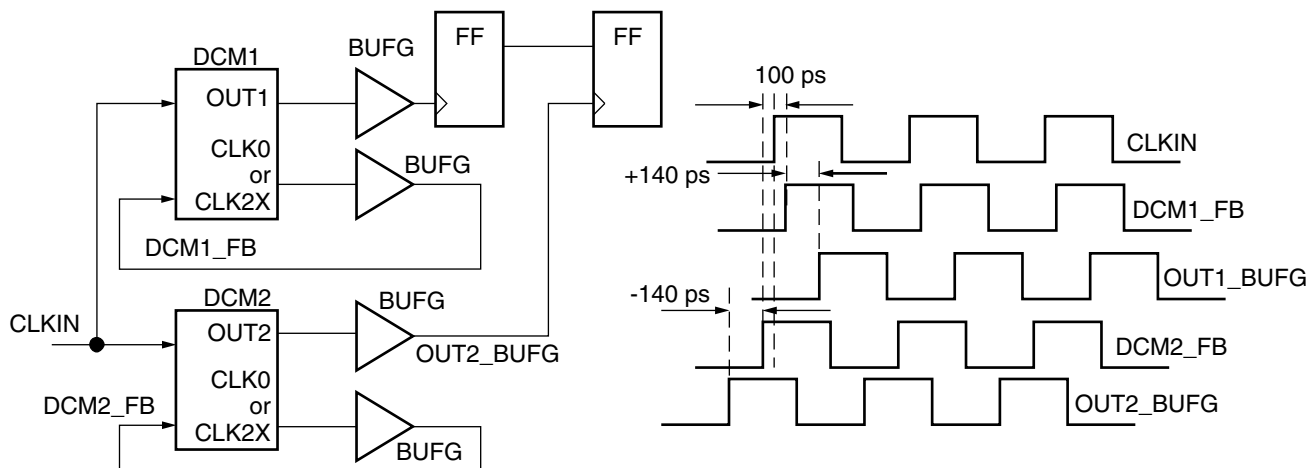 BUFG
FF
FF
DCM1
OUT1
CLK0
or
CLK2X
BUFG
DCM1_FB
DCM2
CLKIN
OUT2
CLK0
or
CLK2X
BUFG
OUT2_BUFG
DCM2_FB
BUFG
100 ps
CLKIN
+140 ps
DCM1_FB
OUT1_BUFG
-140 ps
DCM2_FB
OUT2_BUFG